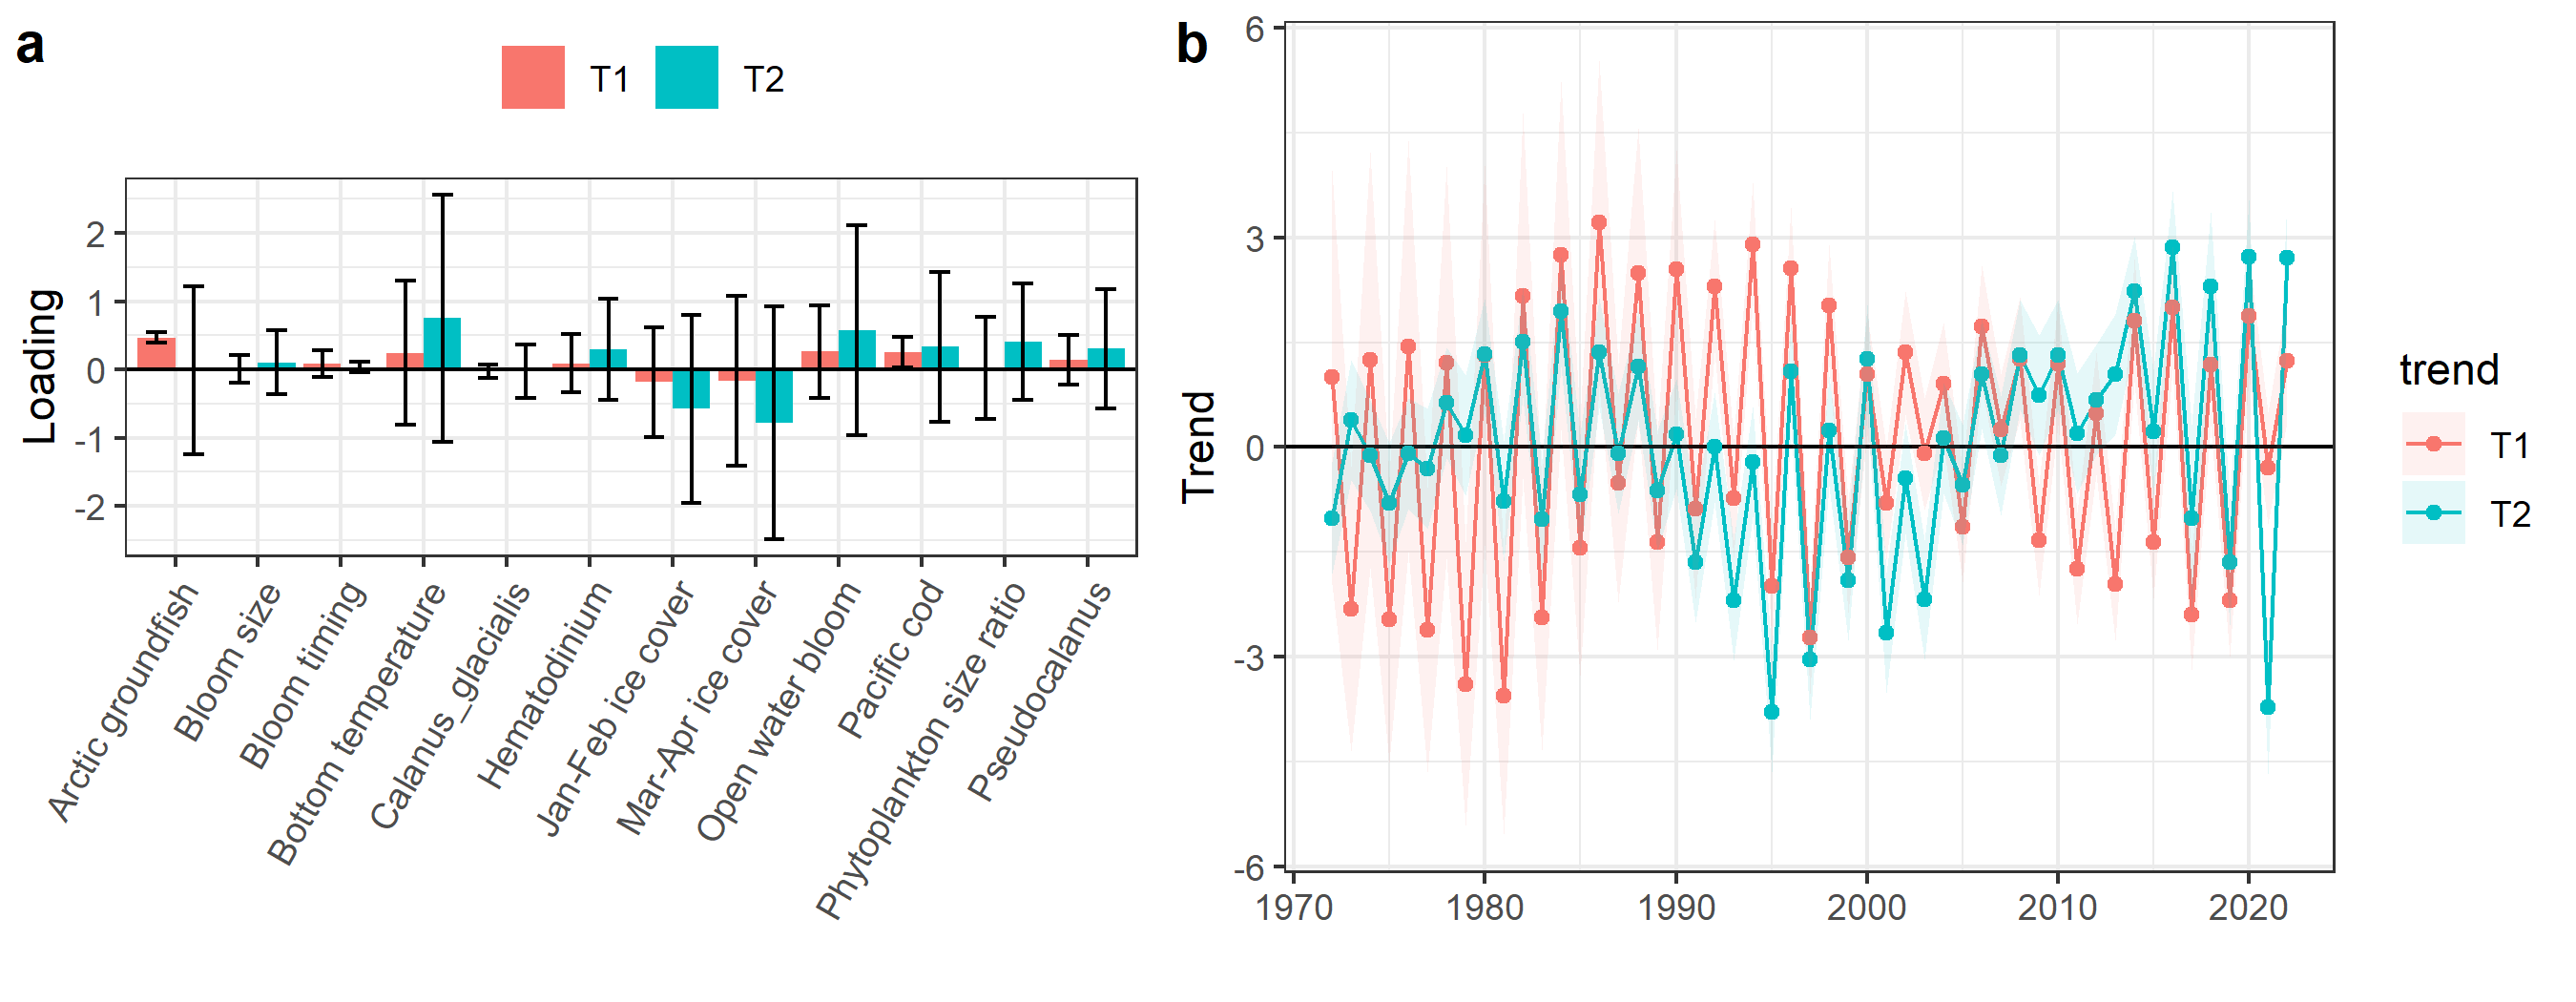 a
T1 T2
Loading
2
1
0
-1
-2
Arctic groundfish
Bloom size
Bloom timing
Bottom temperature
Calanus_glacialis
Hematodinium
Jan-Feb ice cover
Mar-Apr ice cover
Open water bloom
Pacific cod
Phytoplankton size ratio
Pseudocalanus
b
Trend
6
3
0
-3
-6
1970 1980 1990 2000 2010 2020
trend
T1
T2